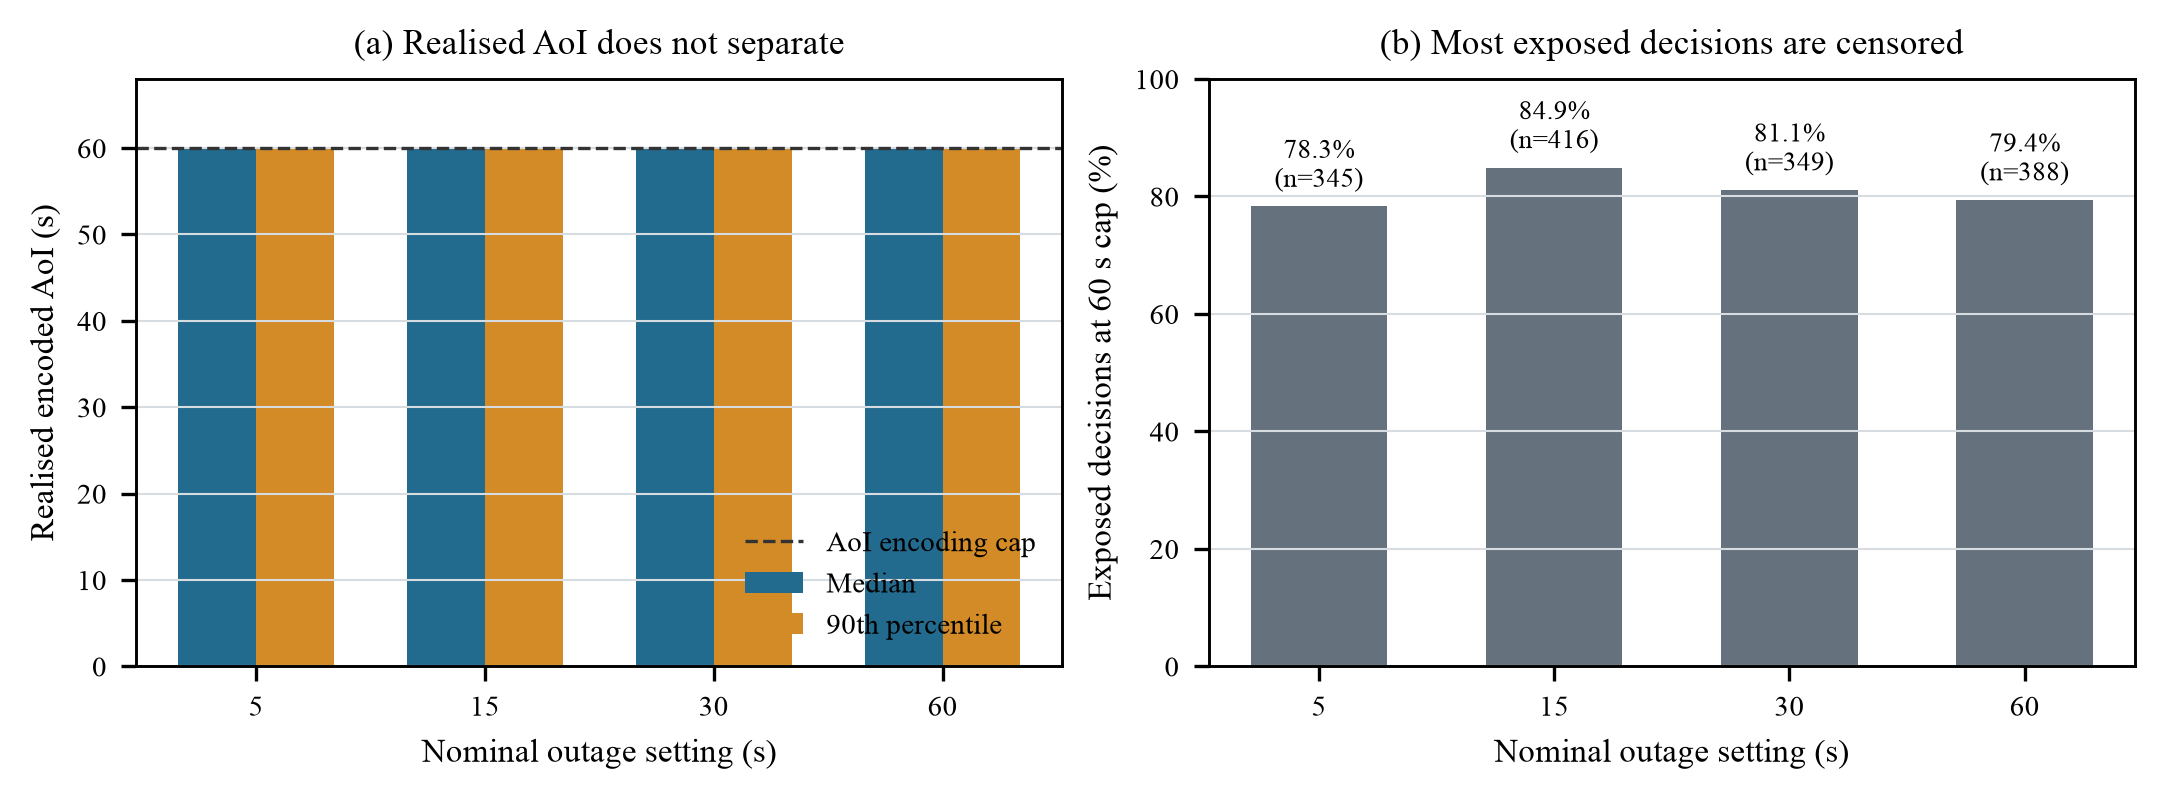 (a) Realised AoI does not separate
Realised encoded AoI (s)
60
50
40
30
20
10
0
AoI encoding cap
Median
90th percentile
5
15
30
60
Nominal outage setting (s)
(b) Most exposed decisions are censored
Exposed decisions at 60 s cap (%)
100
80
60
40
20
0
78.3%
(n=345)
84.9%
(n=416)
81.1%
(n=349)
79.4%
(n=388)
5
15
30
60
Nominal outage setting (s)